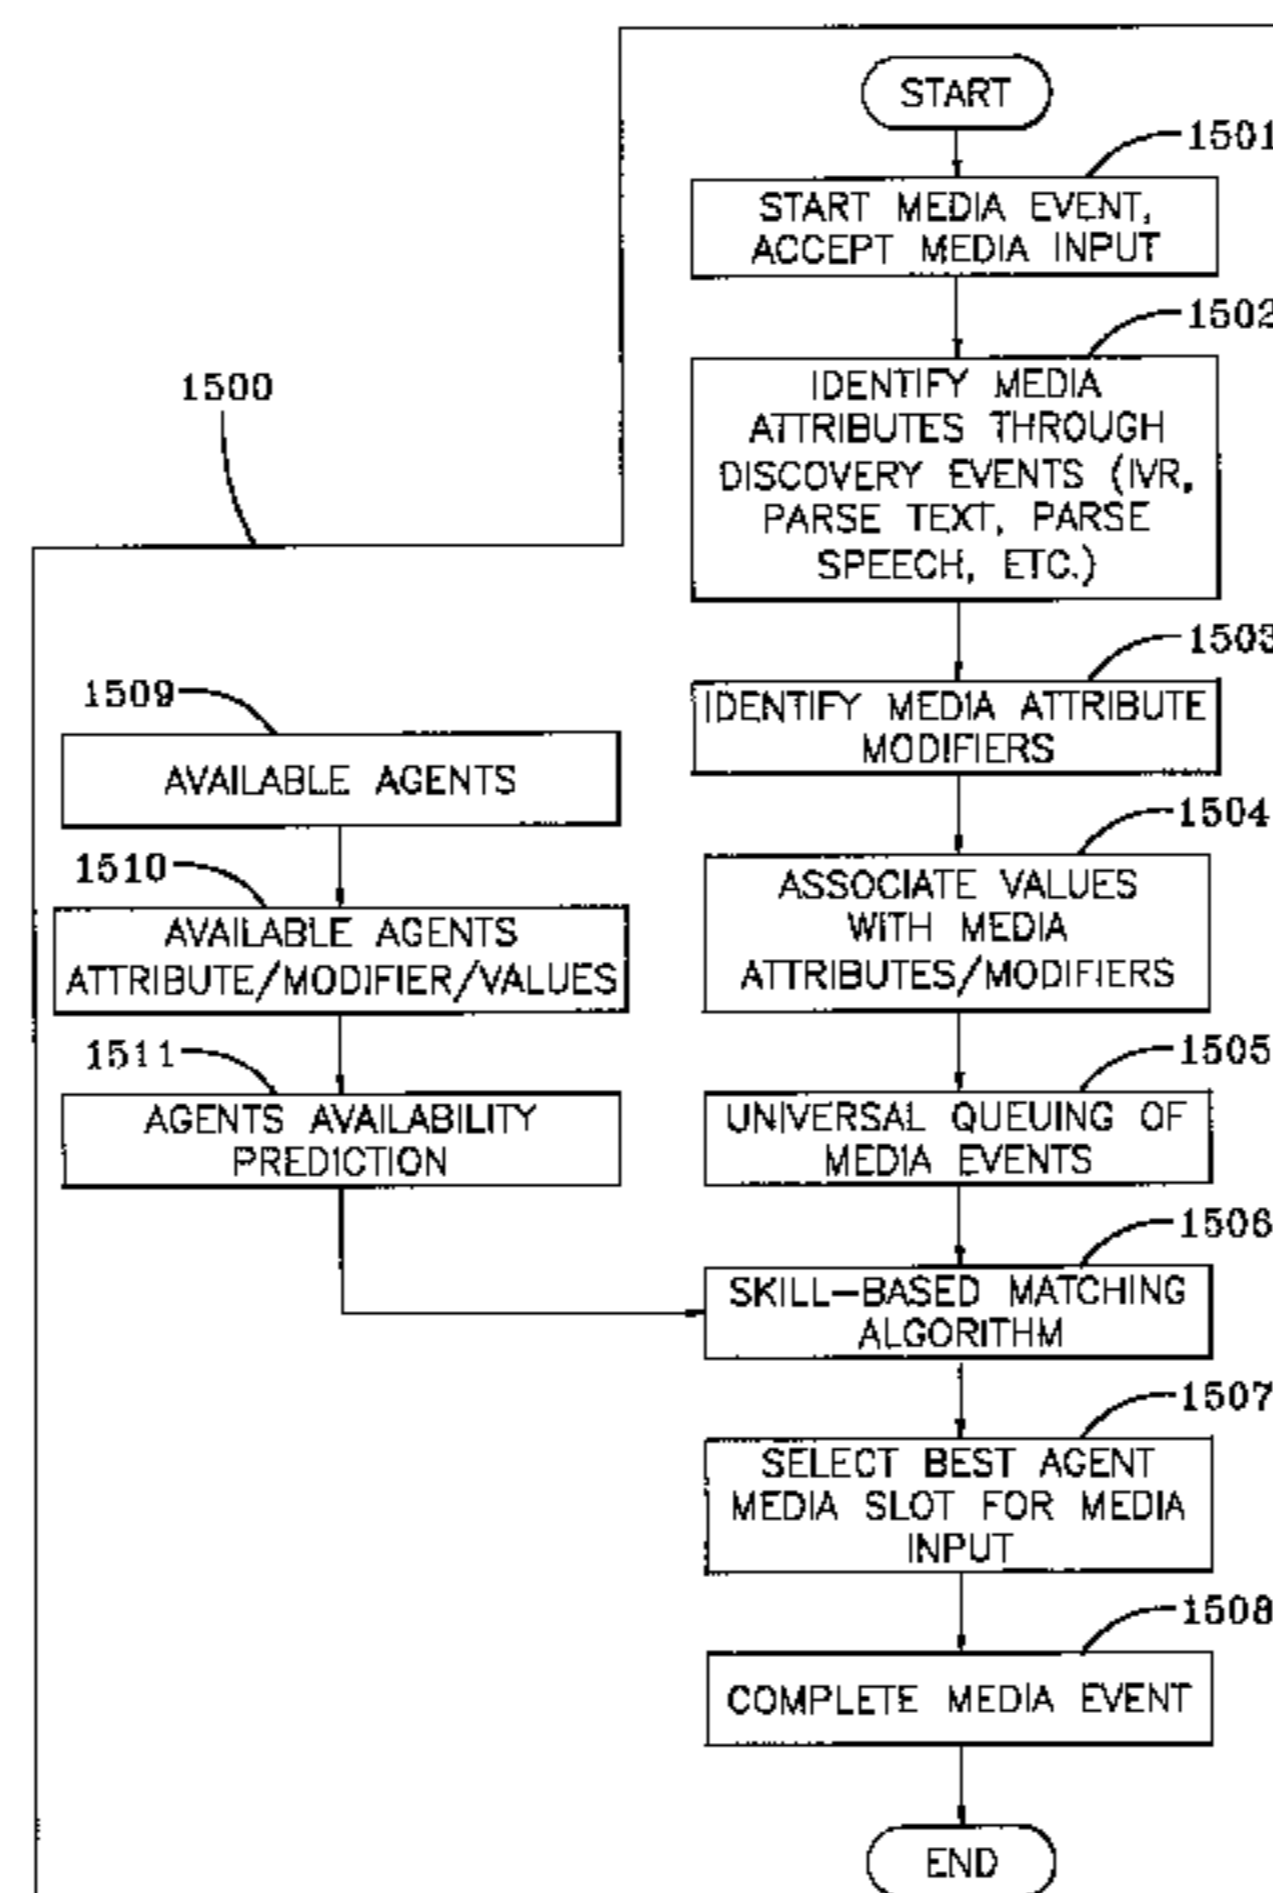 START
1501
START MEDIA EVENT,
ACCEPT MEDIA INPUT
1502
IDENTIFY MEDIA
ATTRIBUTES THROUGH
DISCOVERY EVENTS (IVR,
PARSE TEXT, PARSE
SPEECH, ETC.)
1500
1503
IDENTIFY MEDIA ATTRIBUTE
MODIFIERS
1509
AVAILABLE AGENTS
1504
ASSOCIATE VALUES
WITH MEDIA
ATTRIBUTES/MODIFIERS
1510
AVAILABLE AGENTS
ATTRIBUTE/MODIFIER/VALUES
1505
UNIVERSAL QUEUING OF
MEDIA EVENTS
1511
AGENTS AVAILABILITY
PREDICTION
1506
SKILL-BASED MATCHING
ALGORITHM
1507
SELECT BEST AGENT
MEDIA SLOT FOR MEDIA
INPUT
1508
COMPLETE MEDIA EVENT
END